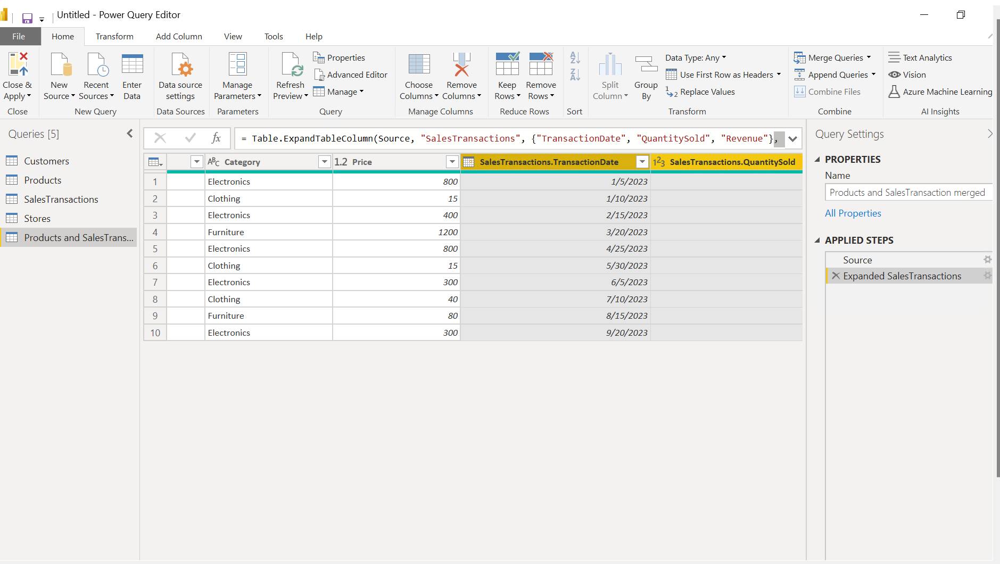 Untitled - Power Query Editor
File Home Transform Add Column View Tools Help
Close & Apply
Close
New Source
Recent Sources
Enter Data
New Query
Data source settings
Data Sources
Manage Parameters
Parameters
Refresh Preview
Properties
Advanced Editor
Manage
Query
Choose Columns
Remove Columns
Manage Columns
Keep Rows
Remove Rows
Reduce Rows
Sort
Split Column
Group By
Data Type: Any
Use First Row as Headers
Replace Values
Transform
Merge Queries
Append Queries
Combine Files
Combine
Text Analytics
Vision
Azure Machine Learning
AI Insights
Queries [5]
Customers
Products
SalesTransactions
Stores
Products and SalesTrans...
fx = Table.ExpandTableColumn(Source, "SalesTransactions", {"TransactionDate", "QuantitySold", "Revenue"},
ABC Category 1.2 Price SalesTransactions.TransactionDate 123 SalesTransactions.QuantitySold
1 Electronics 800 1/5/2023
2 Clothing 15 1/10/2023
3 Electronics 400 2/15/2023
4 Furniture 1200 3/20/2023
5 Electronics 800 4/25/2023
6 Clothing 15 5/30/2023
7 Electronics 300 6/5/2023
8 Clothing 40 7/10/2023
9 Furniture 80 8/15/2023
10 Electronics 300 9/20/2023
Query Settings
PROPERTIES
Name
Products and SalesTransaction merged
All Properties
APPLIED STEPS
Source
Expanded SalesTransactions